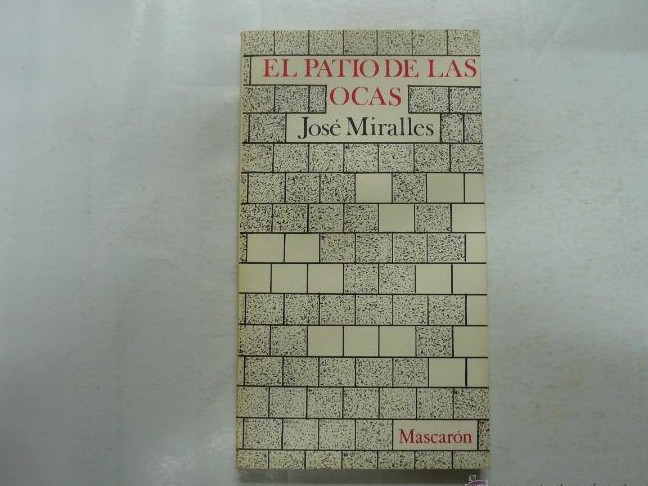 EL PATIO DE LAS
OCAS
José Miralles
Mascarón